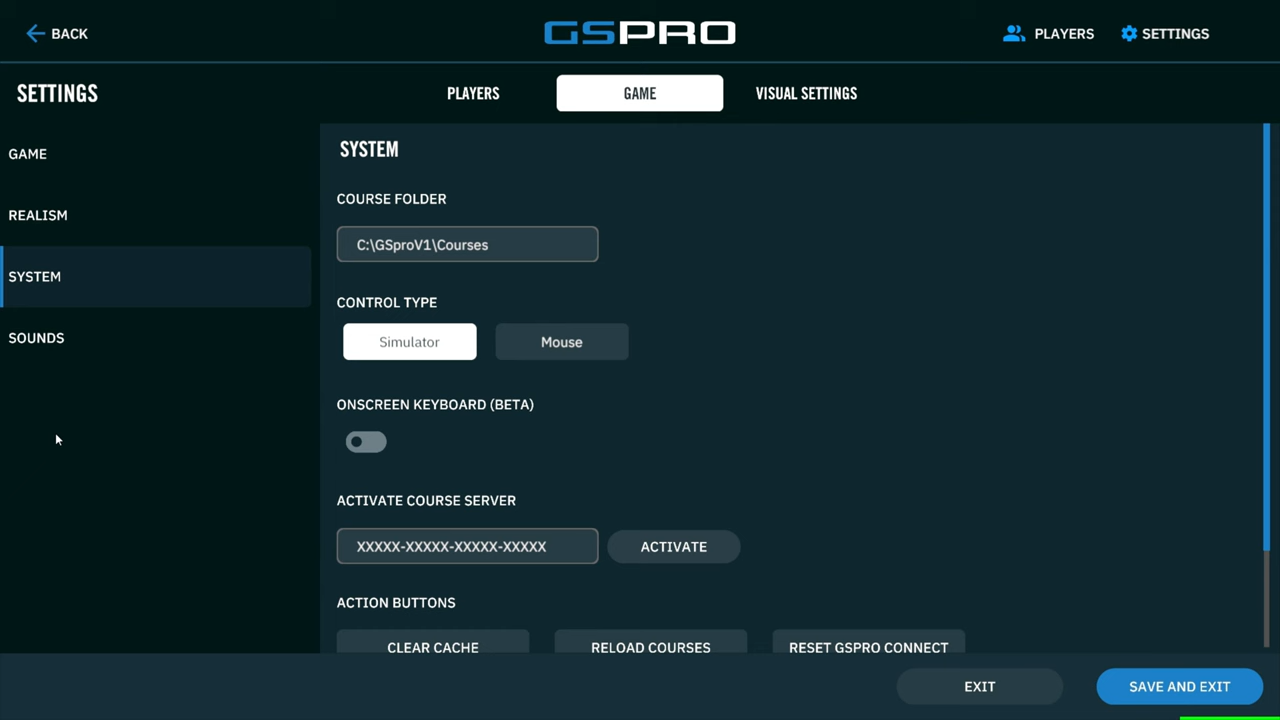 BACK
GSPRO
PLAYERS
SETTINGS
SETTINGS
PLAYERS
GAME
VISUAL SETTINGS
GAME
REALISM
SYSTEM
SOUNDS
SYSTEM
COURSE FOLDER
C:\GSproV1\Courses
CONTROL TYPE
Simulator
Mouse
ONSCREEN KEYBOARD (BETA)
ACTIVATE COURSE SERVER
XXXXX-XXXXX-XXXXX-XXXXX
ACTIVATE
ACTION BUTTONS
CLEAR CACHE
RELOAD COURSES
RESET GSPRO CONNECT
EXIT
SAVE AND EXIT